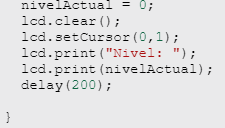 nivelActual = 0;
lcd.clear();
lcd.setCursor(0,1);
lcd.print("Nivel: ");
lcd.print(nivelActual);
delay(200);
}